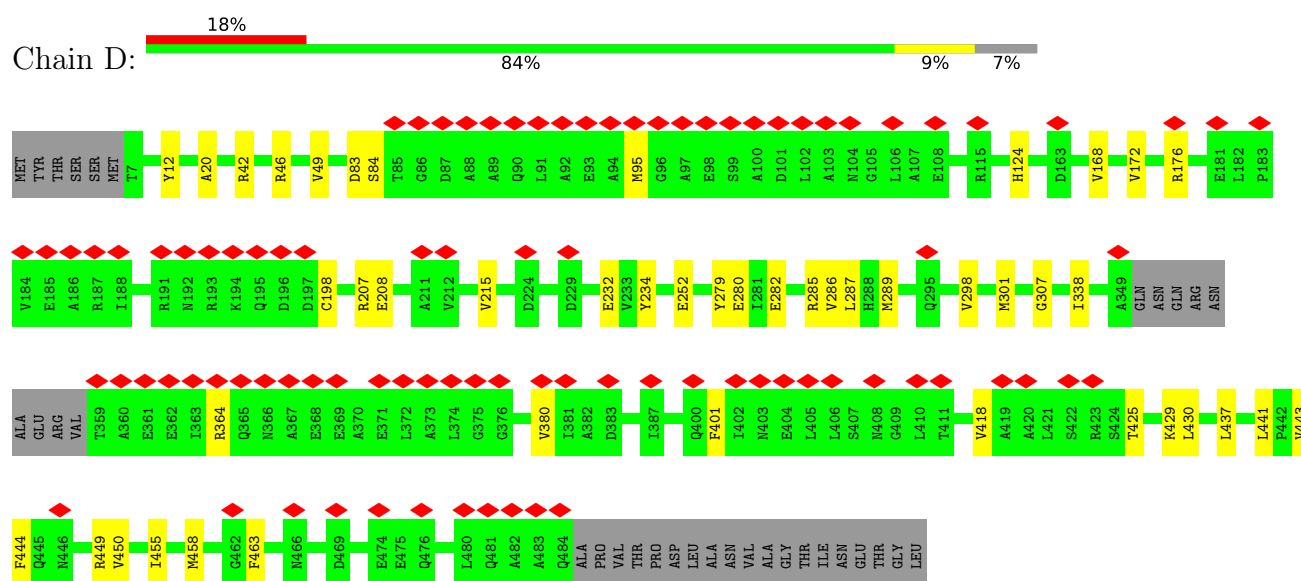 18%
Chain D:
84% 9% 7%
MET TYR THR SER SER MET T7 Y12 A20 R42 R46 V49 D83 S84 T85 G86 D87 A88 A89 Q90 L91 A92 E93 A94 M95 G96 A97 E98 S99 A100 D101 L102 A103 N104 G105 L106 A107 E108 R115 H124 D163 V168 V172 R176 E181 L182 P183
V184 E185 A186 R187 I188 R191 N192 R193 K194 Q195 D196 D197 C198 R207 E208 A211 V212 V215 D224 D229 E232 V233 Y234 E252 Y279 E280 I281 E282 R285 V286 L287 H288 M289 Q295 V298 M301 G307 I338 A349 GLN ASN GLN ARG ASN
ALA GLU ARG VAL T359 A360 E361 E362 I363 R364 Q365 N366 A367 E368 E369 A370 E371 L372 A373 L374 G375 G376 V380 I381 A382 D383 I387 Q400 F401 I402 N403 E404 L405 L406 S407 N408 G409 L410 T411 V418 A419 A420 L421 S422 R423 S424 T425 K429 L430 L437 L441 P442 V443
F444 Q445 N446 R449 V450 I455 M458 G462 F463 N466 D469 E474 E475 Q476 L480 Q481 A482 A483 Q484 ALA PRO VAL THR PRO ASP LEU ALA ASN VAL ALA GLY THR ILE ASN GLU THR GLY LEU